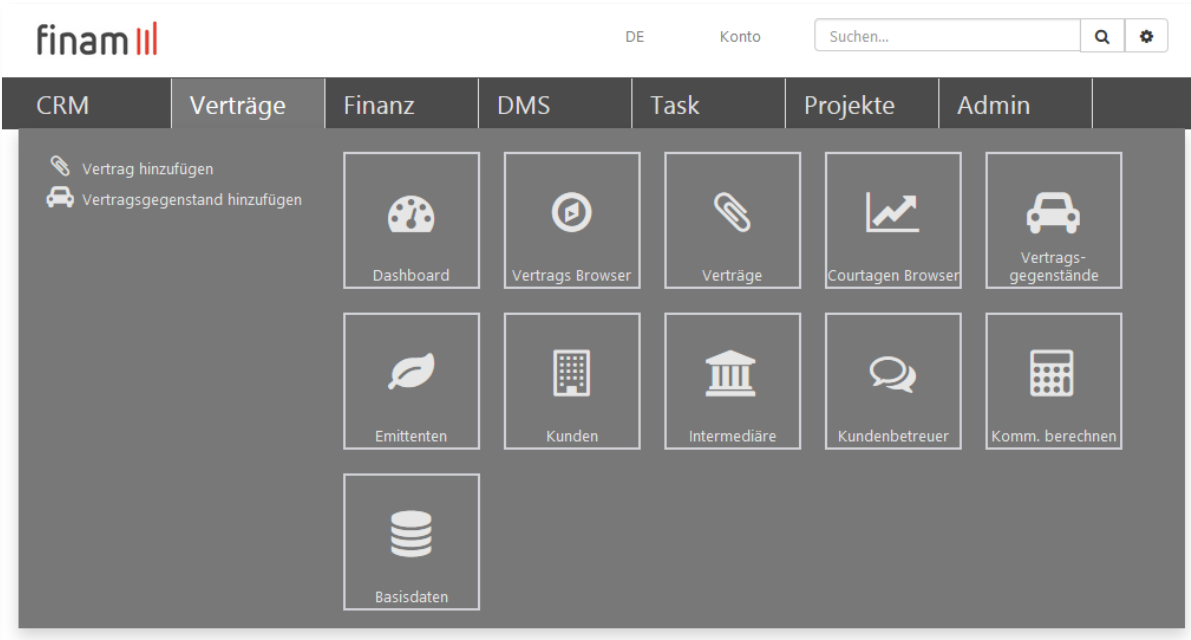 finam
DE Konto Suchen...
CRM Verträge Finanz DMS Task Projekte Admin
Vertrag hinzufügen
Vertragsgegenstand hinzufügen
Dashboard Vertrags Browser Verträge Courtagen Browser Vertrags-
gegenstände
Emittenten Kunden Intermediäre Kundenbetreuer Komm. berechnen
Basisdaten